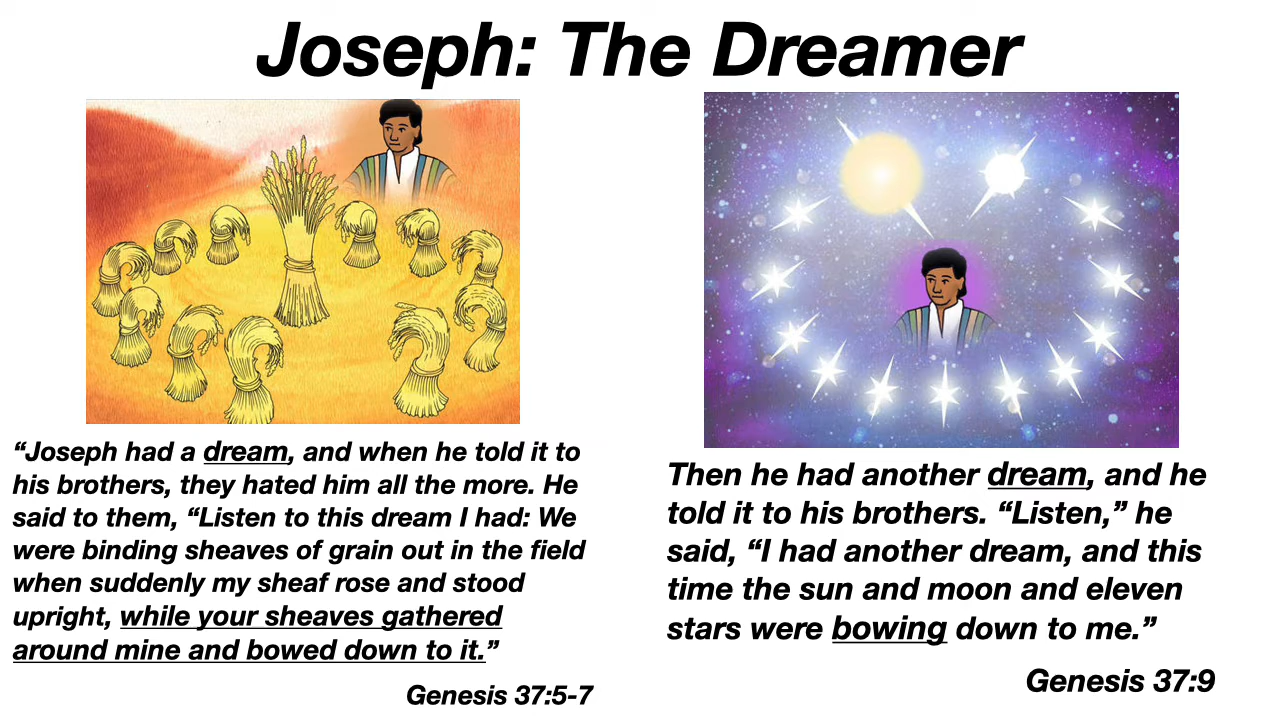 Joseph: The Dreamer
“Joseph had a dream, and when he told it to
his brothers, they hated him all the more. He
said to them, “Listen to this dream I had: We
were binding sheaves of grain out in the field
when suddenly my sheaf rose and stood
upright, while your sheaves gathered
around mine and bowed down to it.”
Genesis 37:5-7
Then he had another dream, and he
told it to his brothers. “Listen,” he
said, “I had another dream, and this
time the sun and moon and eleven
stars were bowing down to me.”
Genesis 37:9